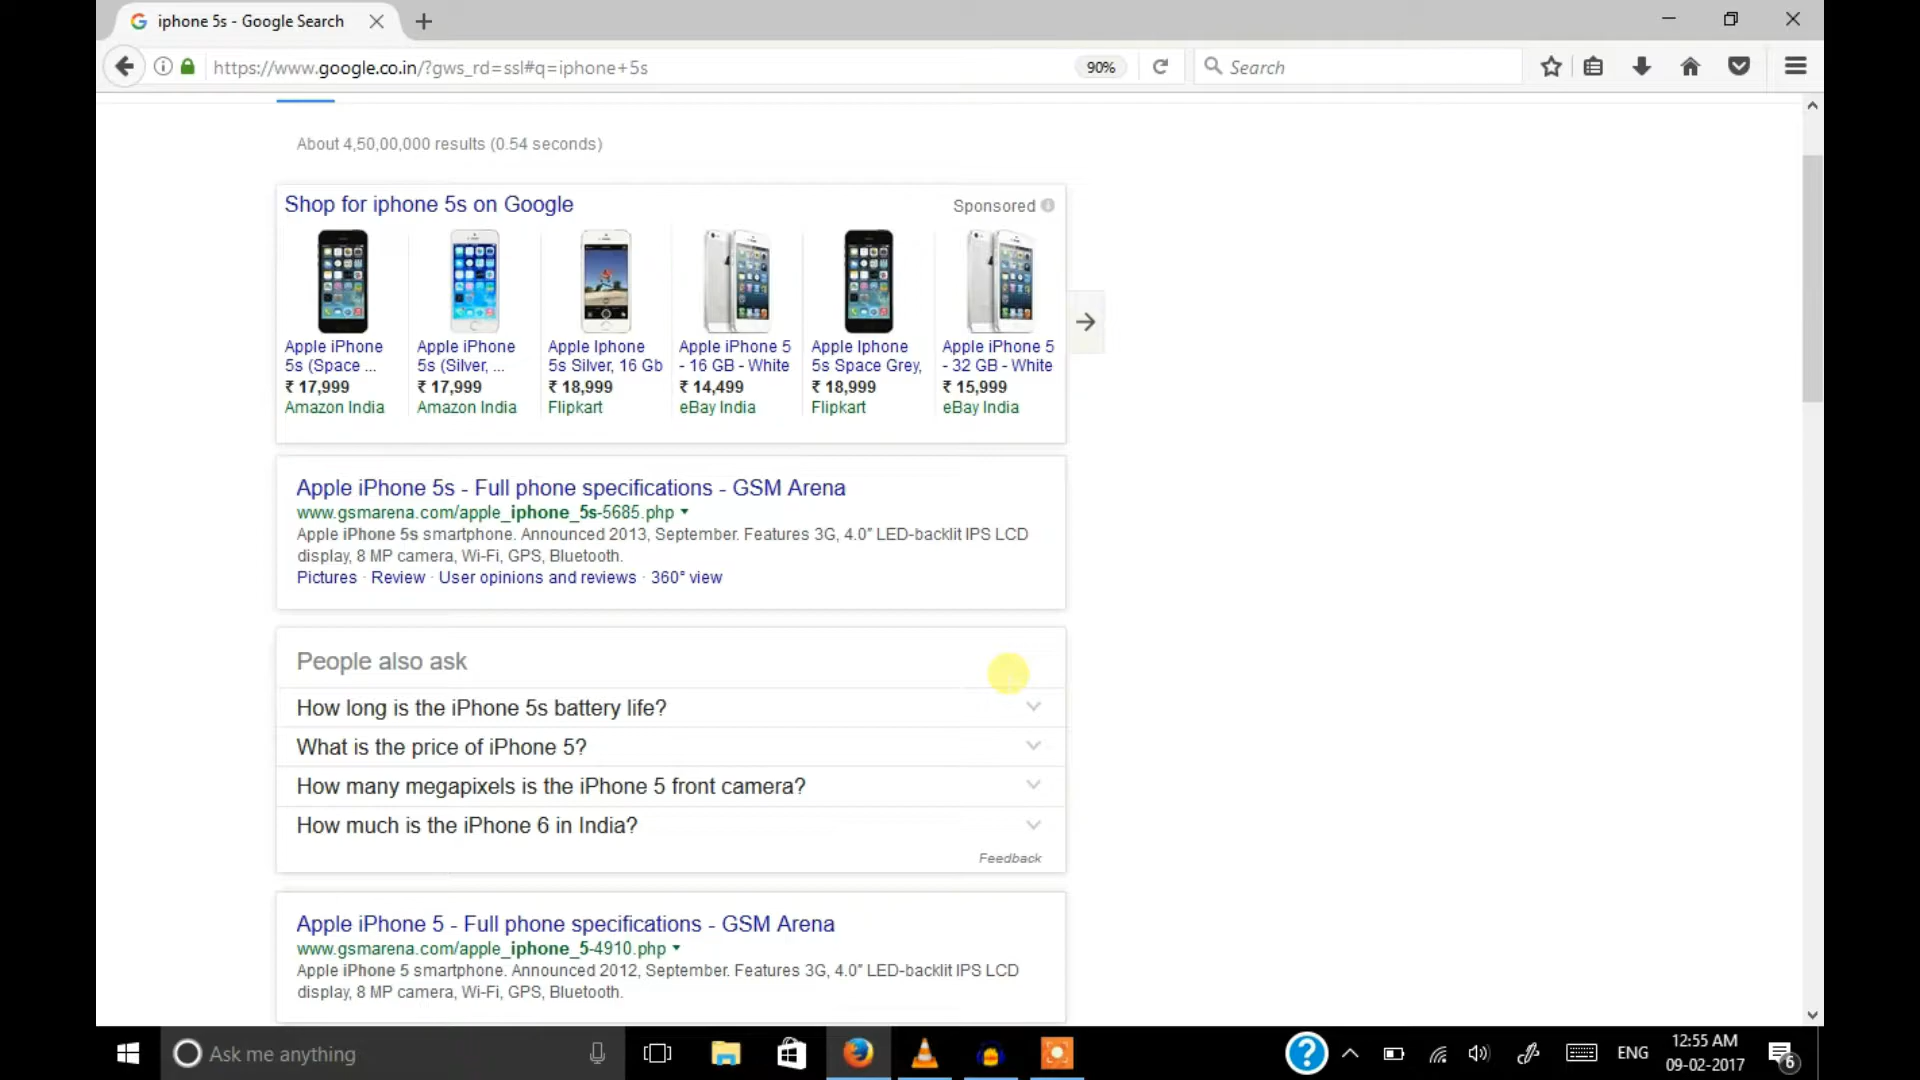 iphone 5s - Google Search
https://www.google.co.in/?gws_rd=ssl#q=iphone+5s
90%
Search
About 4,50,00,000 results (0.54 seconds)
Shop for iphone 5s on Google
Sponsored
Apple iPhone
5s (Space ...
₹ 17,999
Amazon India
Apple iPhone
5s (Silver, ...
₹ 17,999
Amazon India
Apple Iphone
5s Silver, 16 Gb
₹ 18,999
Flipkart
Apple iPhone 5
- 16 GB - White
₹ 14,499
eBay India
Apple Iphone
5s Space Grey,
₹ 18,999
Flipkart
Apple iPhone 5
- 32 GB - White
₹ 15,999
eBay India
Apple iPhone 5s - Full phone specifications - GSM Arena
www.gsmarena.com/apple_iphone_5s-5685.php
Apple iPhone 5s smartphone. Announced 2013, September. Features 3G, 4.0″ LED-backlit IPS LCD
display, 8 MP camera, Wi-Fi, GPS, Bluetooth.
Pictures · Review · User opinions and reviews · 360° view
People also ask
How long is the iPhone 5s battery life?
What is the price of iPhone 5?
How many megapixels is the iPhone 5 front camera?
How much is the iPhone 6 in India?
Feedback
Apple iPhone 5 - Full phone specifications - GSM Arena
www.gsmarena.com/apple_iphone_5-4910.php
Apple iPhone 5 smartphone. Announced 2012, September. Features 3G, 4.0″ LED-backlit IPS LCD
display, 8 MP camera, Wi-Fi, GPS, Bluetooth.
Ask me anything
ENG
12:55 AM
09-02-2017
6